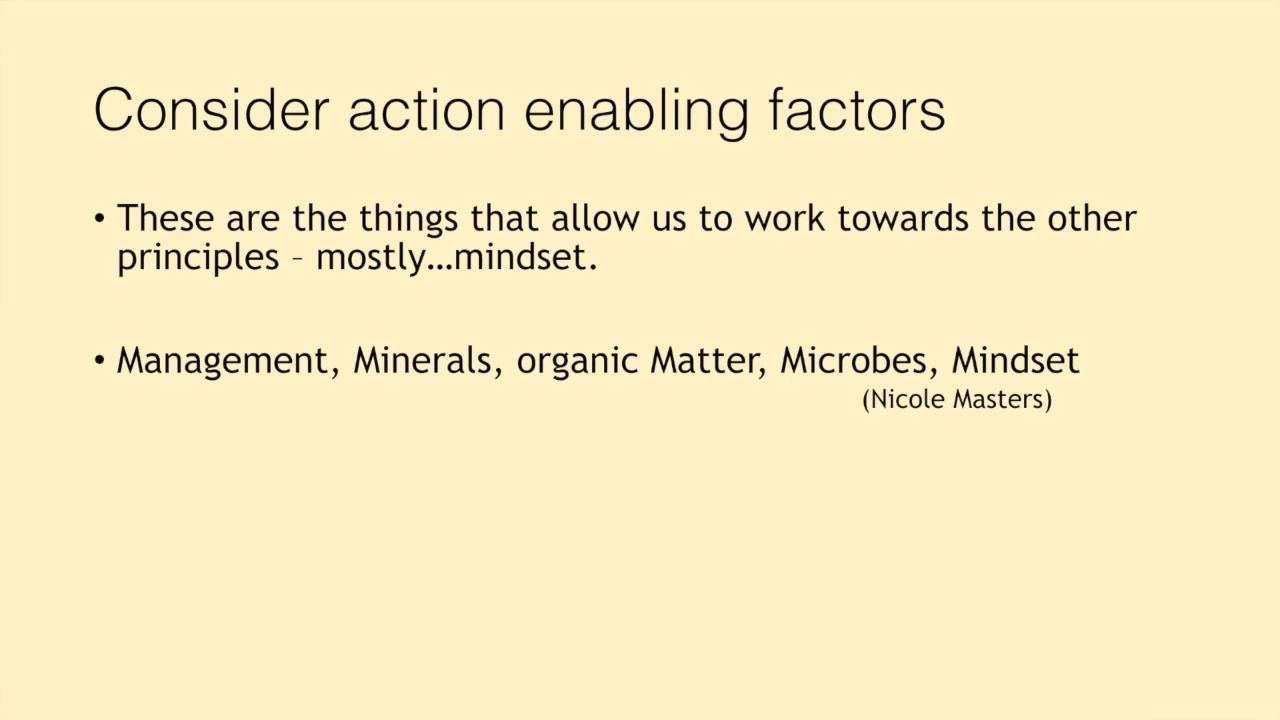 Consider action enabling factors
• These are the things that allow us to work towards the other
principles – mostly…mindset.
• Management, Minerals, organic Matter, Microbes, Mindset
(Nicole Masters)